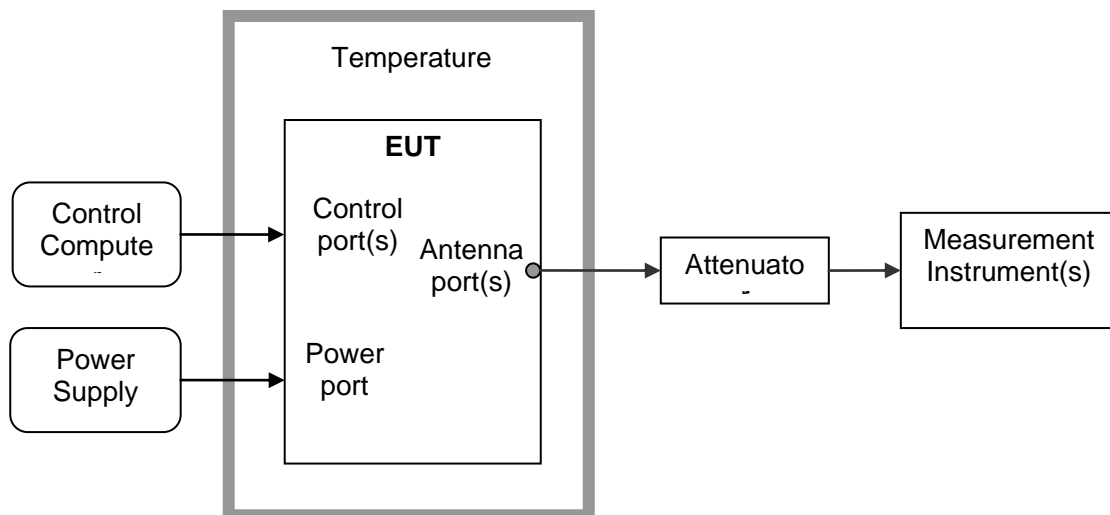 Temperature
EUT
Control
Compute
Control
port(s)
Antenna
port(s)
Attenuato
Measurement
Instrument(s)
Power
Supply
Power
port